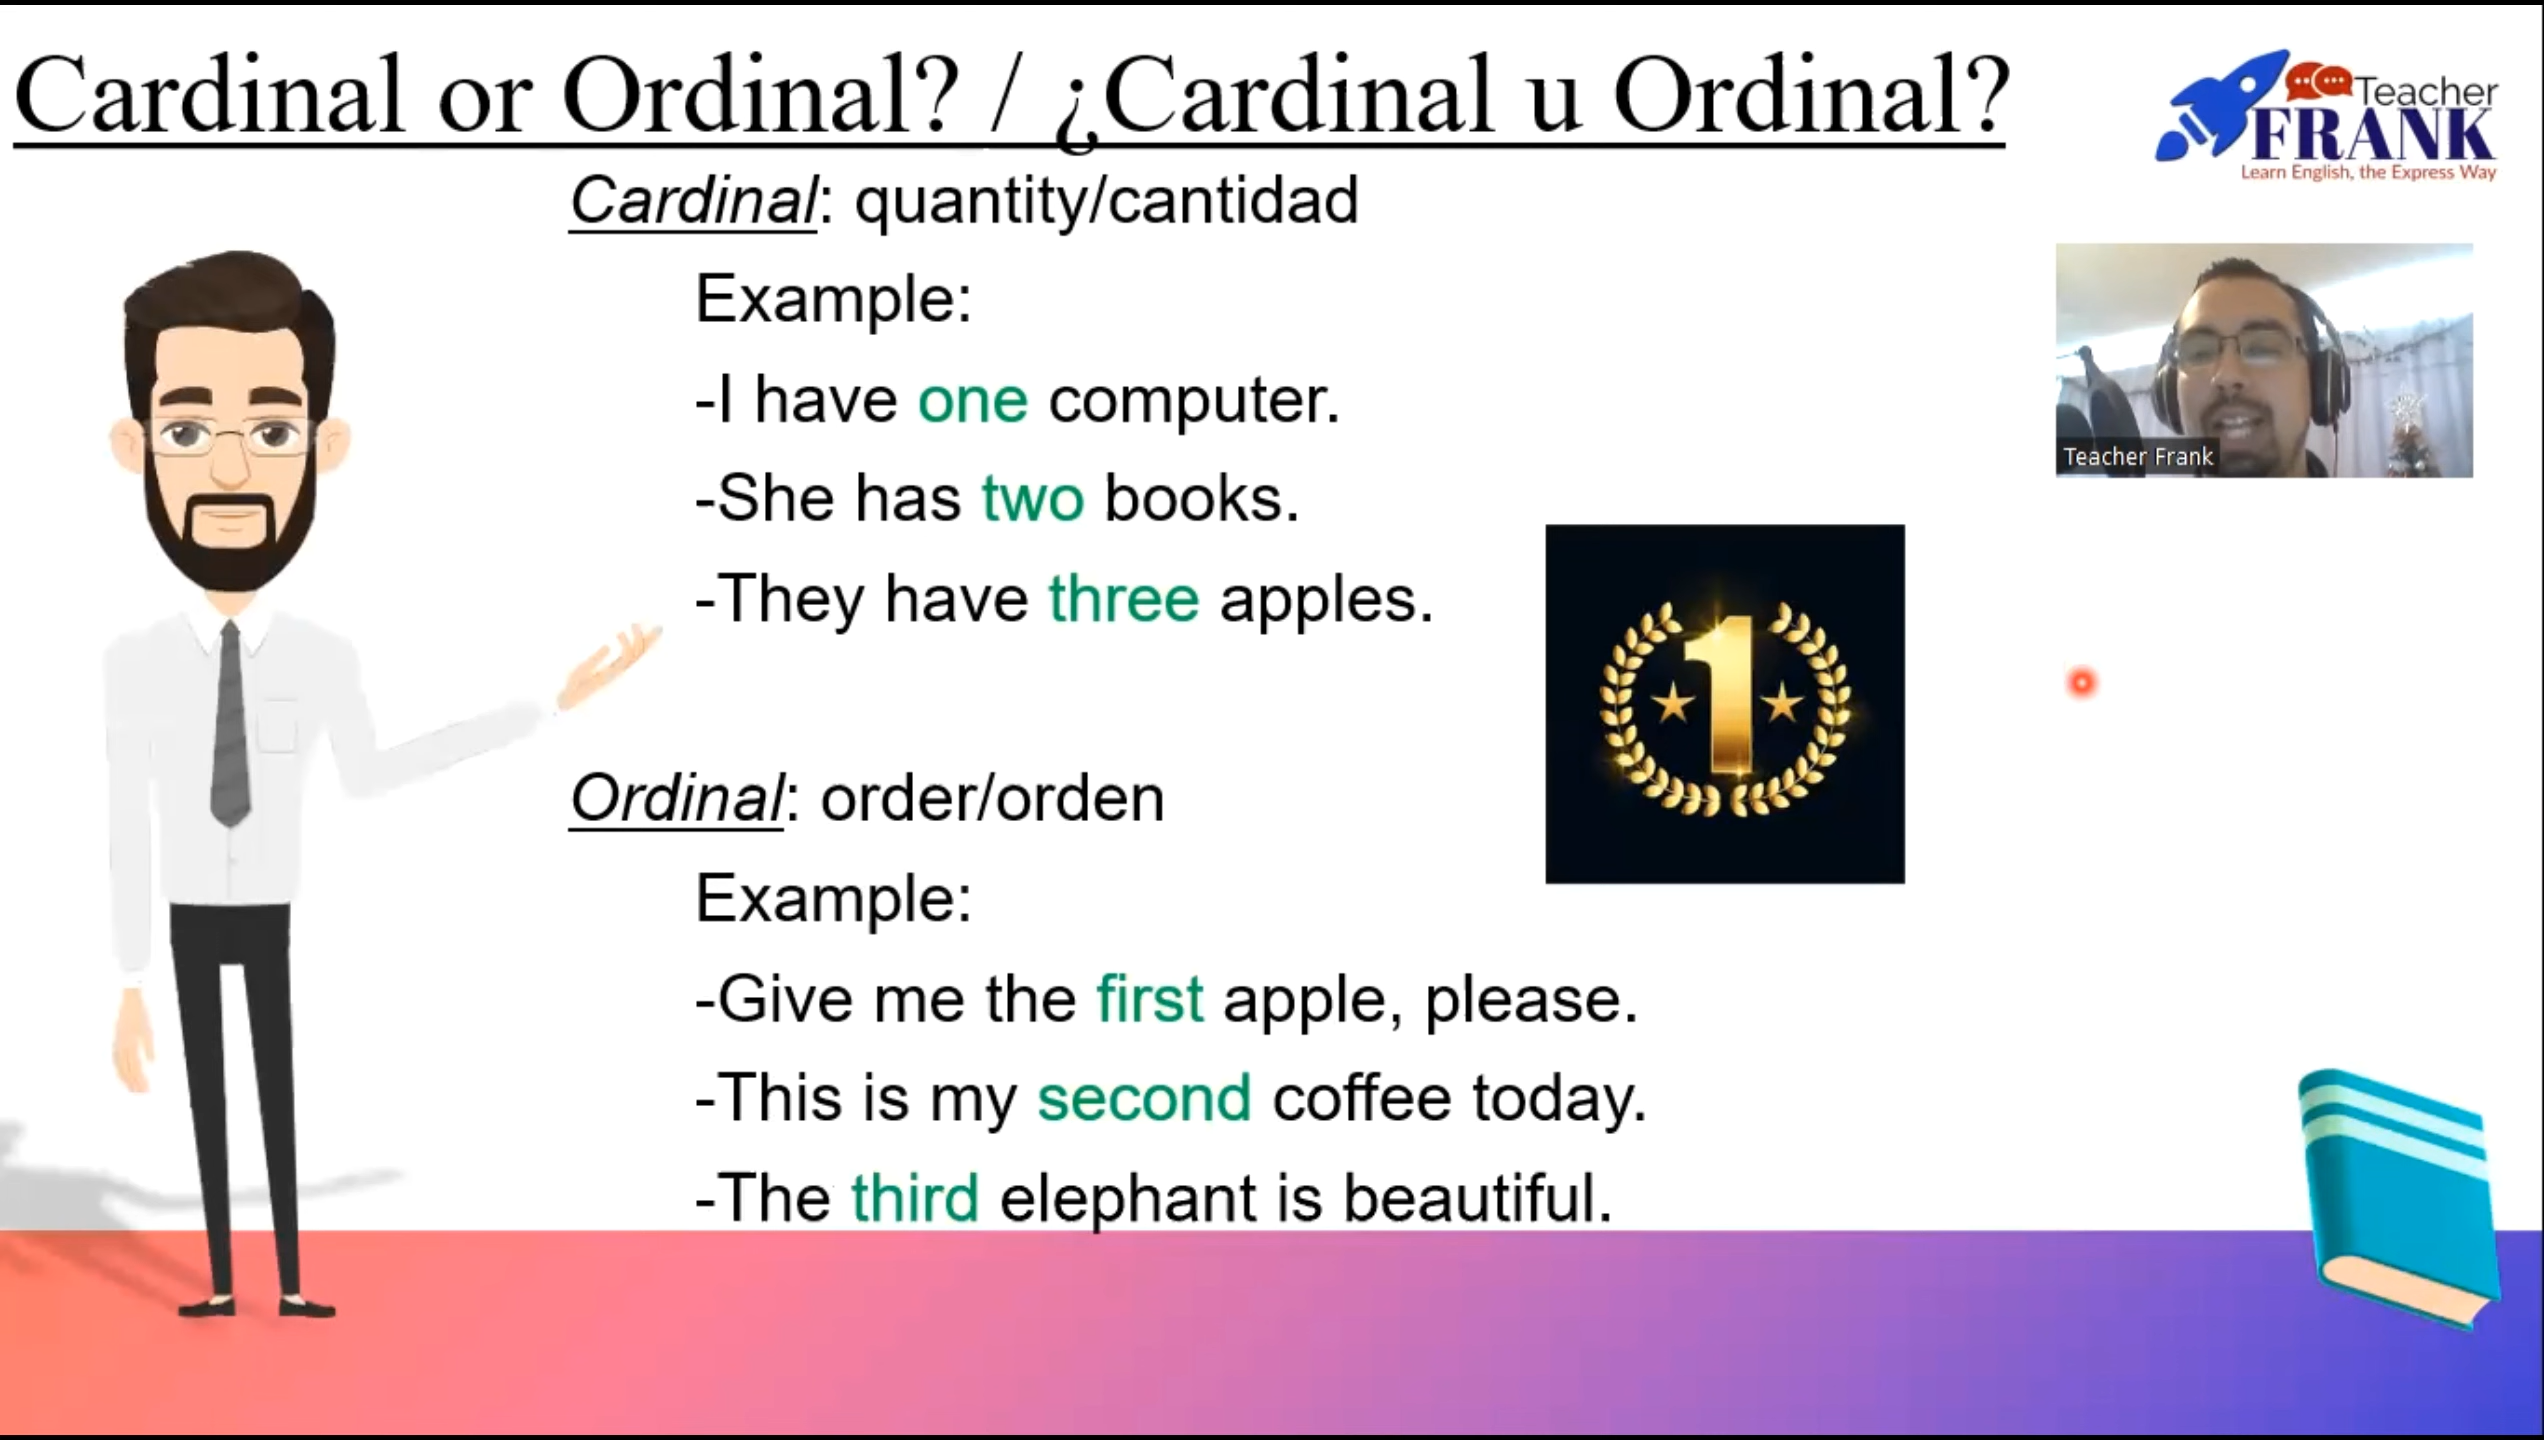 Cardinal or Ordinal? / ¿Cardinal u Ordinal?
Teacher
FRANK
Learn English, the Express Way
Cardinal: quantity/cantidad
Example:
-I have one computer.
-She has two books.
-They have three apples.
Teacher Frank
1
Ordinal: order/orden
Example:
-Give me the first apple, please.
-This is my second coffee today.
-The third elephant is beautiful.